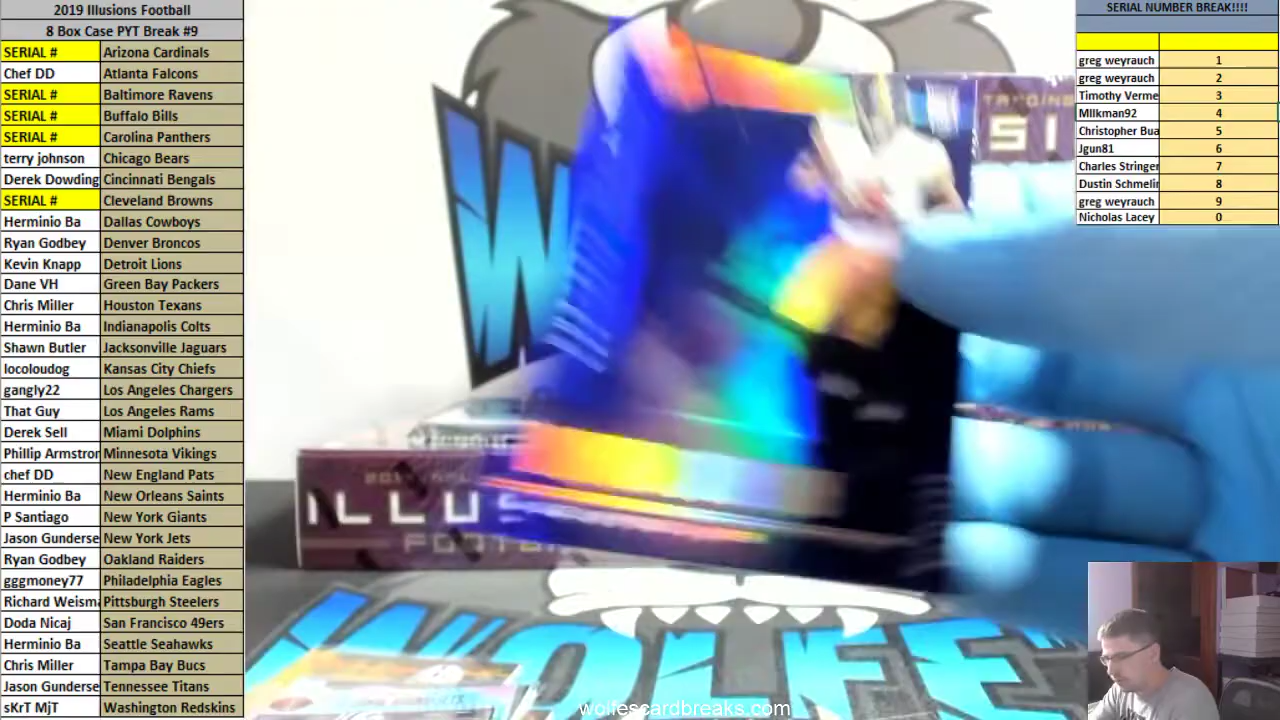 2019 Illusions Football
8 Box Case PYT Break #9
SERIAL # Arizona Cardinals
Chef DD Atlanta Falcons
SERIAL # Baltimore Ravens
SERIAL # Buffalo Bills
SERIAL # Carolina Panthers
terry johnson Chicago Bears
Derek Dowding Cincinnati Bengals
SERIAL # Cleveland Browns
Herminio Ba Dallas Cowboys
Ryan Godbey Denver Broncos
Kevin Knapp Detroit Lions
Dane VH Green Bay Packers
Chris Miller Houston Texans
Herminio Ba Indianapolis Colts
Shawn Butler Jacksonville Jaguars
locoloudog Kansas City Chiefs
gangly22 Los Angeles Chargers
That Guy Los Angeles Rams
Derek Sell Miami Dolphins
Phillip Armstror Minnesota Vikings
chef DD New England Pats
Herminio Ba New Orleans Saints
P Santiago New York Giants
Jason Gunderse New York Jets
Ryan Godbey Oakland Raiders
gggmoney77 Philadelphia Eagles
Richard Weisma Pittsburgh Steelers
Doda Nicaj San Francisco 49ers
Herminio Ba Seattle Seahawks
Chris Miller Tampa Bay Bucs
Jason Gunderse Tennessee Titans
sKrT MjT Washington Redskins
SERIAL NUMBER BREAK!!!!
greg weyrauch 1
greg weyrauch 2
Timothy Verme 3
MIlkman92 4
Christopher Bua 5
Jgun81 6
Charles Stringer 7
Dustin Schmelin 8
greg weyrauch 9
Nicholas Lacey 0
TRADING
SI
W
ILLUS
FOOTB
WOLFE
wolfescardbreaks.com